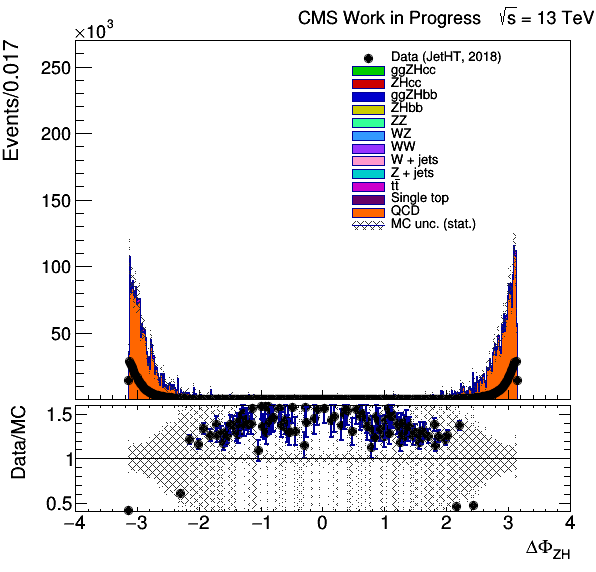 CMS Work in Progress √s = 13 TeV
×10³
Events/0.017
250
200
150
100
50
Data (JetHT, 2018)
ggZHcc
ZHcc
ggZHbb
ZHbb
ZZ
WZ
WW
W + jets
Z + jets
tt̄
Single top
QCD
MC unc. (stat.)
Data/MC
1.5
1
0.5
−4 −3 −2 −1 0 1 2 3 4
ΔΦ_ZH